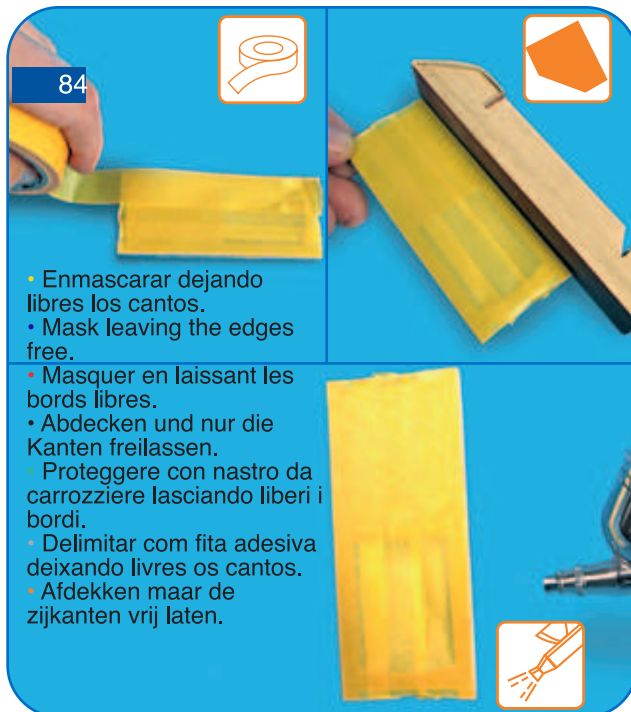 84
• Enmascarar dejando
libres los cantos.
• Mask leaving the edges
free.
• Masquer en laissant les
bords libres.
• Abdecken und nur die
Kanten freilassen.
• Proteggere con nastro da
carrozziere lasciando liberi i
bordi.
• Delimitar com fita adesiva
deixando livres os cantos.
• Afdekken maar de
zijkanten vrij laten.